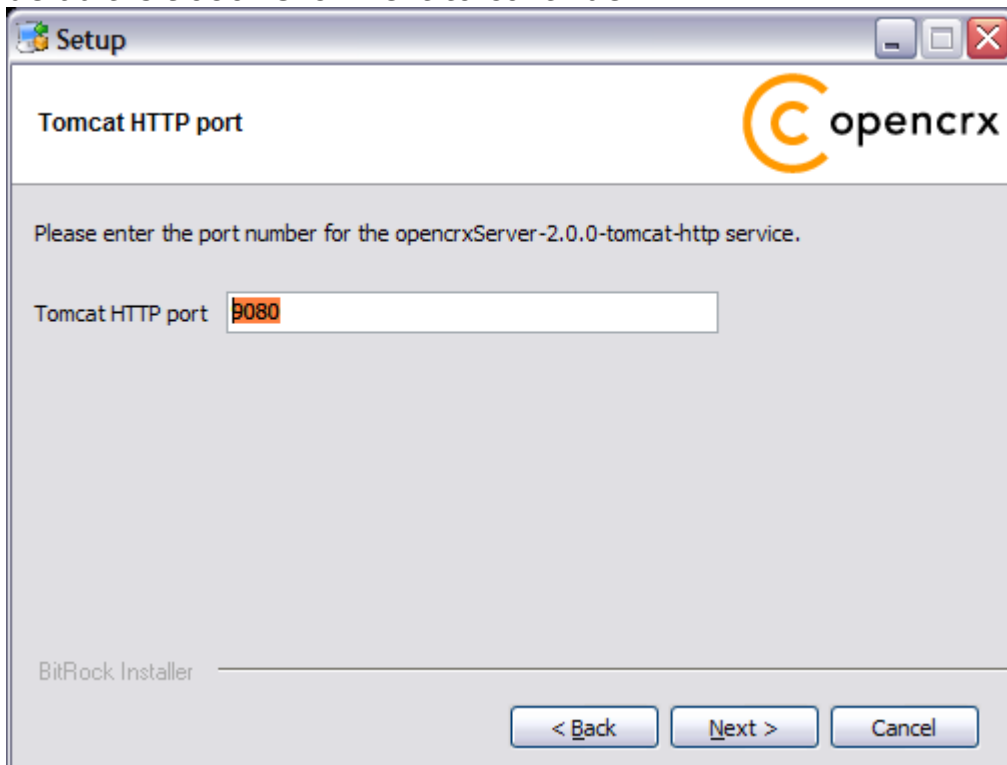 Setup
Tomcat HTTP port
opencrx
Please enter the port number for the opencrxServer-2.0.0-tomcat-http service.
Tomcat HTTP port 9080
BitRock Installer
< Back Next > Cancel